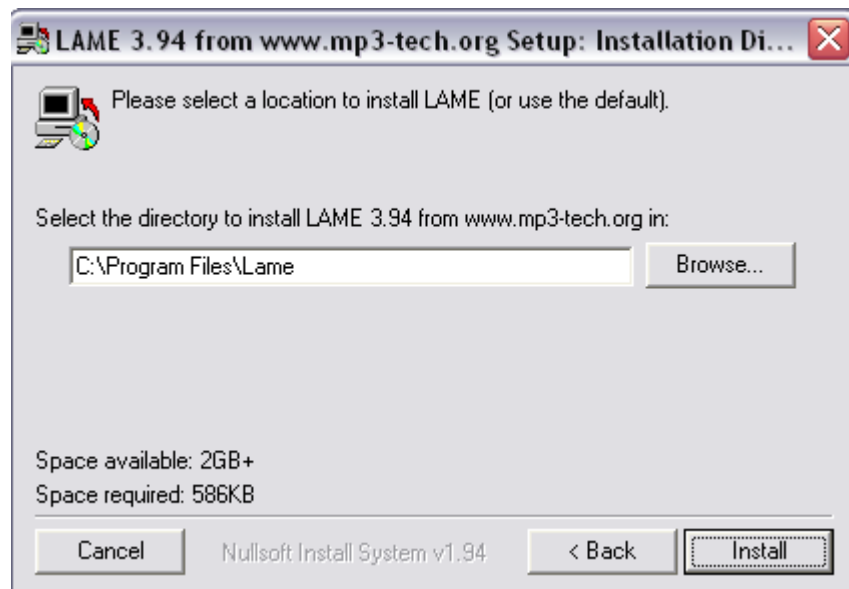 LAME 3.94 from www.mp3-tech.org Setup: Installation Di...
Please select a location to install LAME (or use the default).
Select the directory to install LAME 3.94 from www.mp3-tech.org in:
C:\Program Files\Lame
Browse...
Space available: 2GB+
Space required: 586KB
Cancel
Nullsoft Install System v1.94
< Back
Install